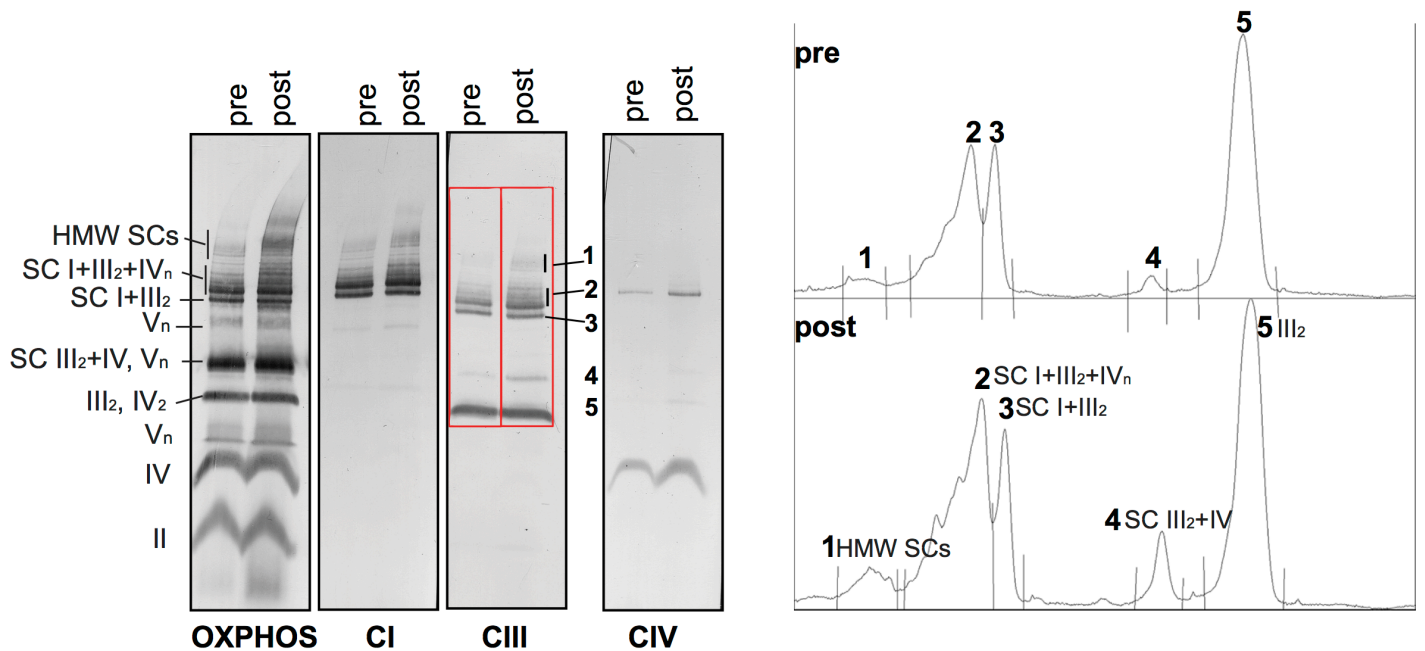 pre post
pre post
pre post
pre post
HMW SCs
SC I+III₂+IVₙ
SC I+III₂
Vₙ
SC III₂+IV, Vₙ
III₂, IV₂
Vₙ
IV
II
1
2
3
4
5
OXPHOS
CI
CIII
CIV
pre
1
2
3
4
5
post
1 HMW SCs
2 SC I+III₂+IVₙ
3 SC I+III₂
4 SC III₂+IV
5 III₂